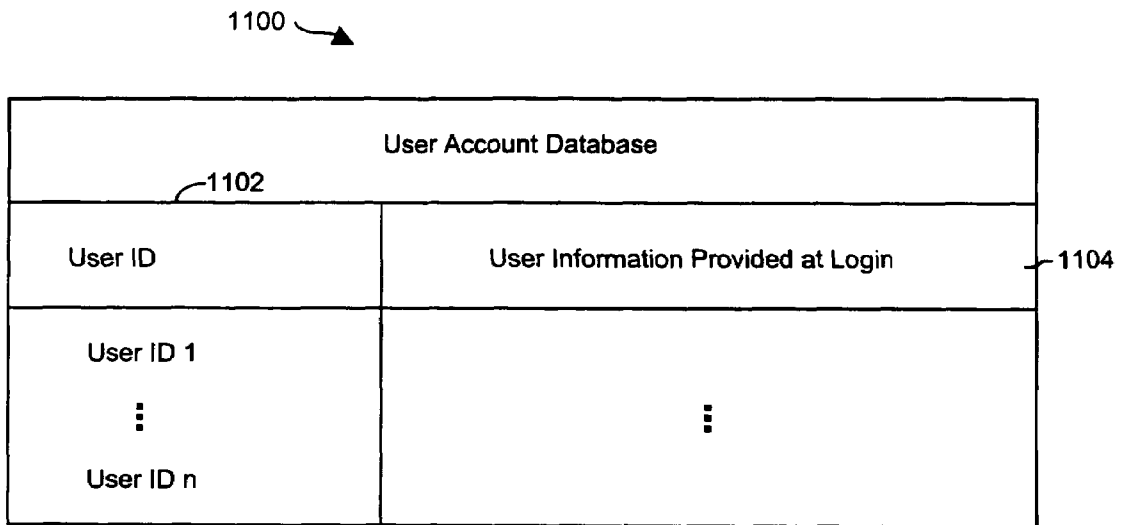 1100
User Account Database
1102
User ID
User Information Provided at Login
1104
User ID 1
User ID n